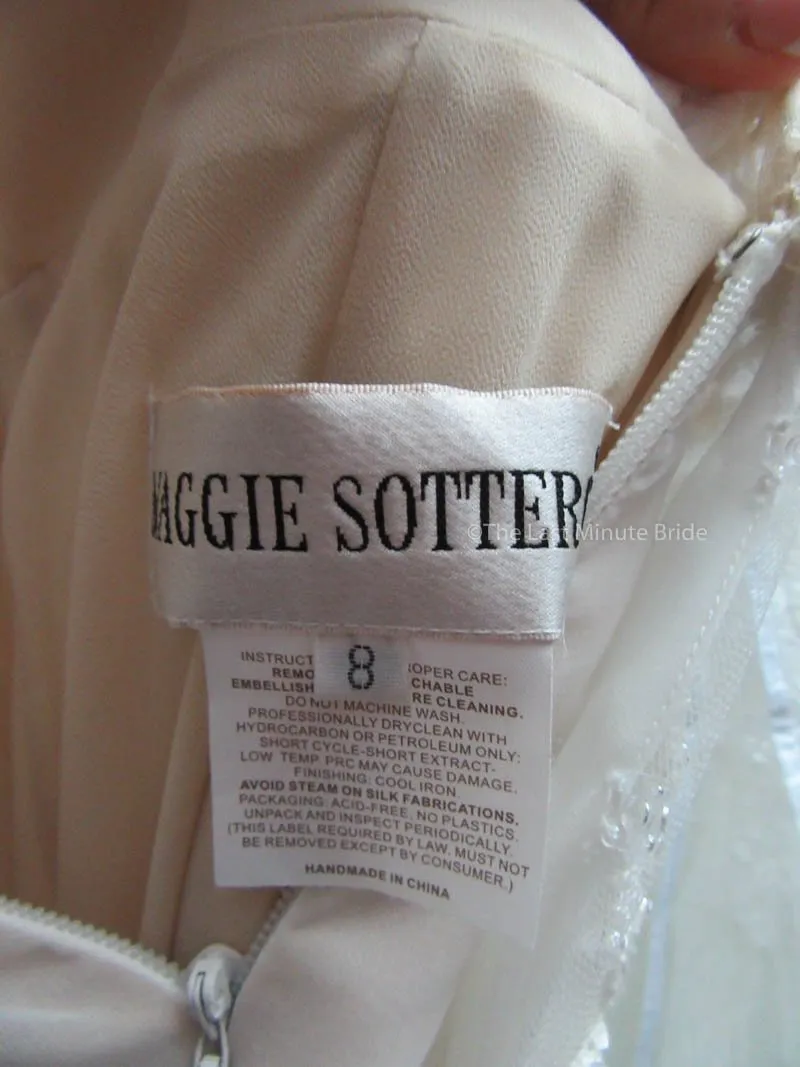 MAGGIE SOTTERO
©The Last Minute Bride
8
INSTRUCT OPER CARE:
REMO CHABLE
EMBELLISH RE CLEANING.
DO NOT MACHINE WASH.
PROFESSIONALLY DRYCLEAN WITH
HYDROCARBON OR PETROLEUM ONLY:
SHORT CYCLE-SHORT EXTRACT-
LOW TEMP. PRC MAY CAUSE DAMAGE.
FINISHING: COOL IRON.
AVOID STEAM ON SILK FABRICATIONS.
PACKAGING: ACID-FREE, NO PLASTICS.
UNPACK AND INSPECT PERIODICALLY.
(THIS LABEL REQUIRED BY LAW. MUST NOT
BE REMOVED EXCEPT BY CONSUMER.)
HANDMADE IN CHINA